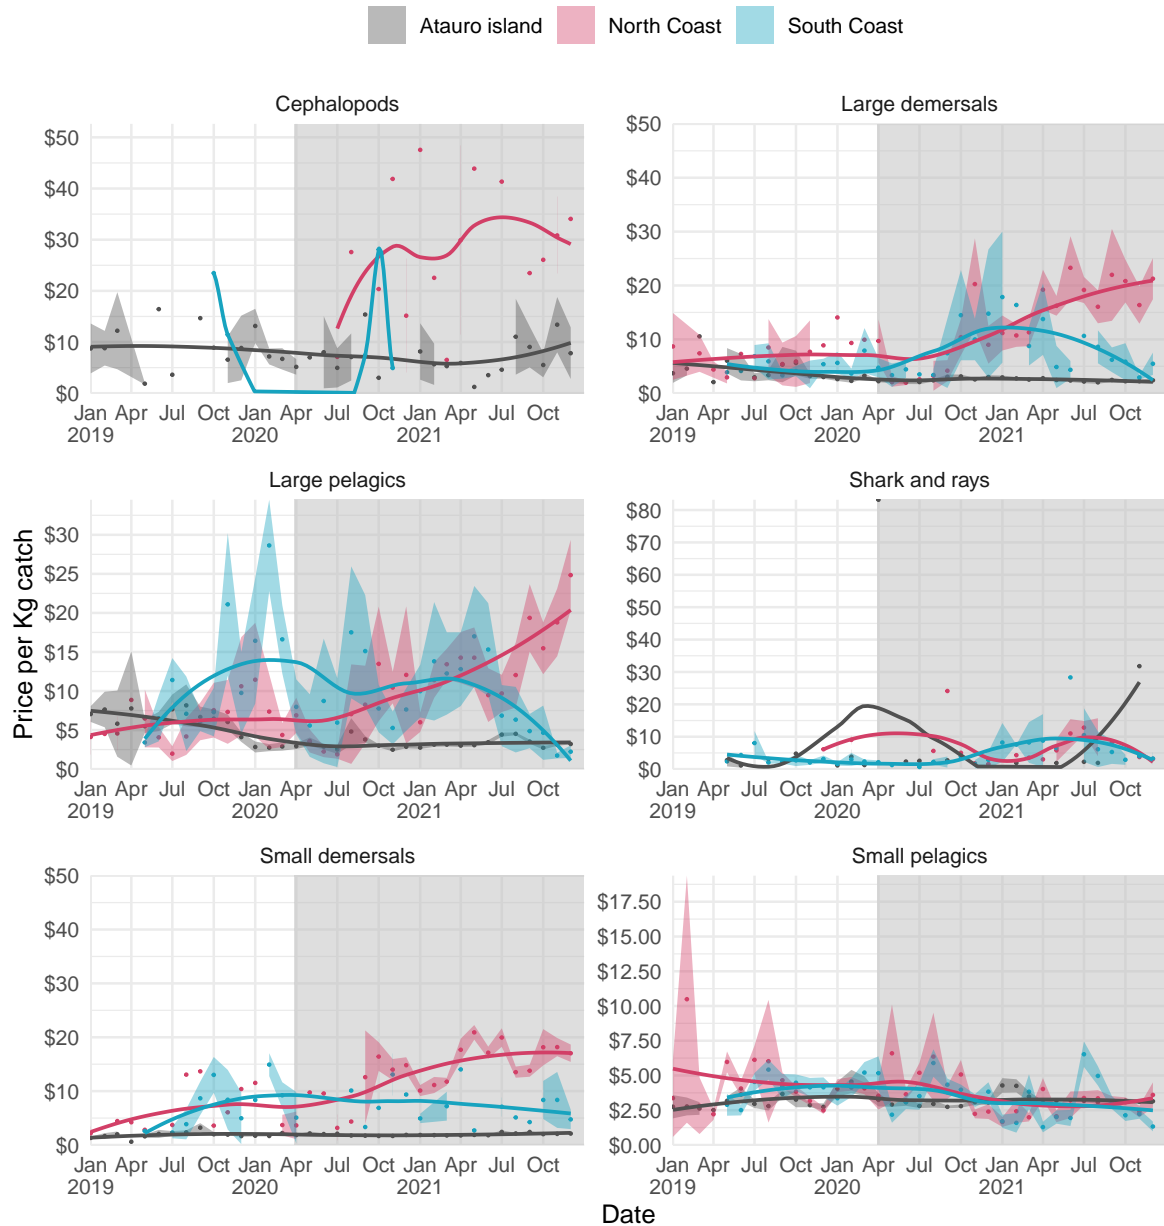 Atauro island North Coast South Coast
Cephalopods Large demersals
$50
$40
$30
$20
$10
$0
Jan Apr Jul Oct Jan Apr Jul Oct Jan Apr Jul Oct
2019 2020 2021
$50
$40
$30
$20
$10
$0
Jan Apr Jul Oct Jan Apr Jul Oct Jan Apr Jul Oct
2019 2020 2021
Large pelagics Shark and rays
Price per Kg catch
$30
$25
$20
$15
$10
$5
$0
Jan Apr Jul Oct Jan Apr Jul Oct Jan Apr Jul Oct
2019 2020 2021
$80
$70
$60
$50
$40
$30
$20
$10
$0
Jan Apr Jul Oct Jan Apr Jul Oct Jan Apr Jul Oct
2019 2020 2021
Small demersals Small pelagics
$50
$40
$30
$20
$10
$0
Jan Apr Jul Oct Jan Apr Jul Oct Jan Apr Jul Oct
2019 2020 2021
$17.50
$15.00
$12.50
$10.00
$7.50
$5.00
$2.50
$0.00
Jan Apr Jul Oct Jan Apr Jul Oct Jan Apr Jul Oct
2019 2020 2021
Date